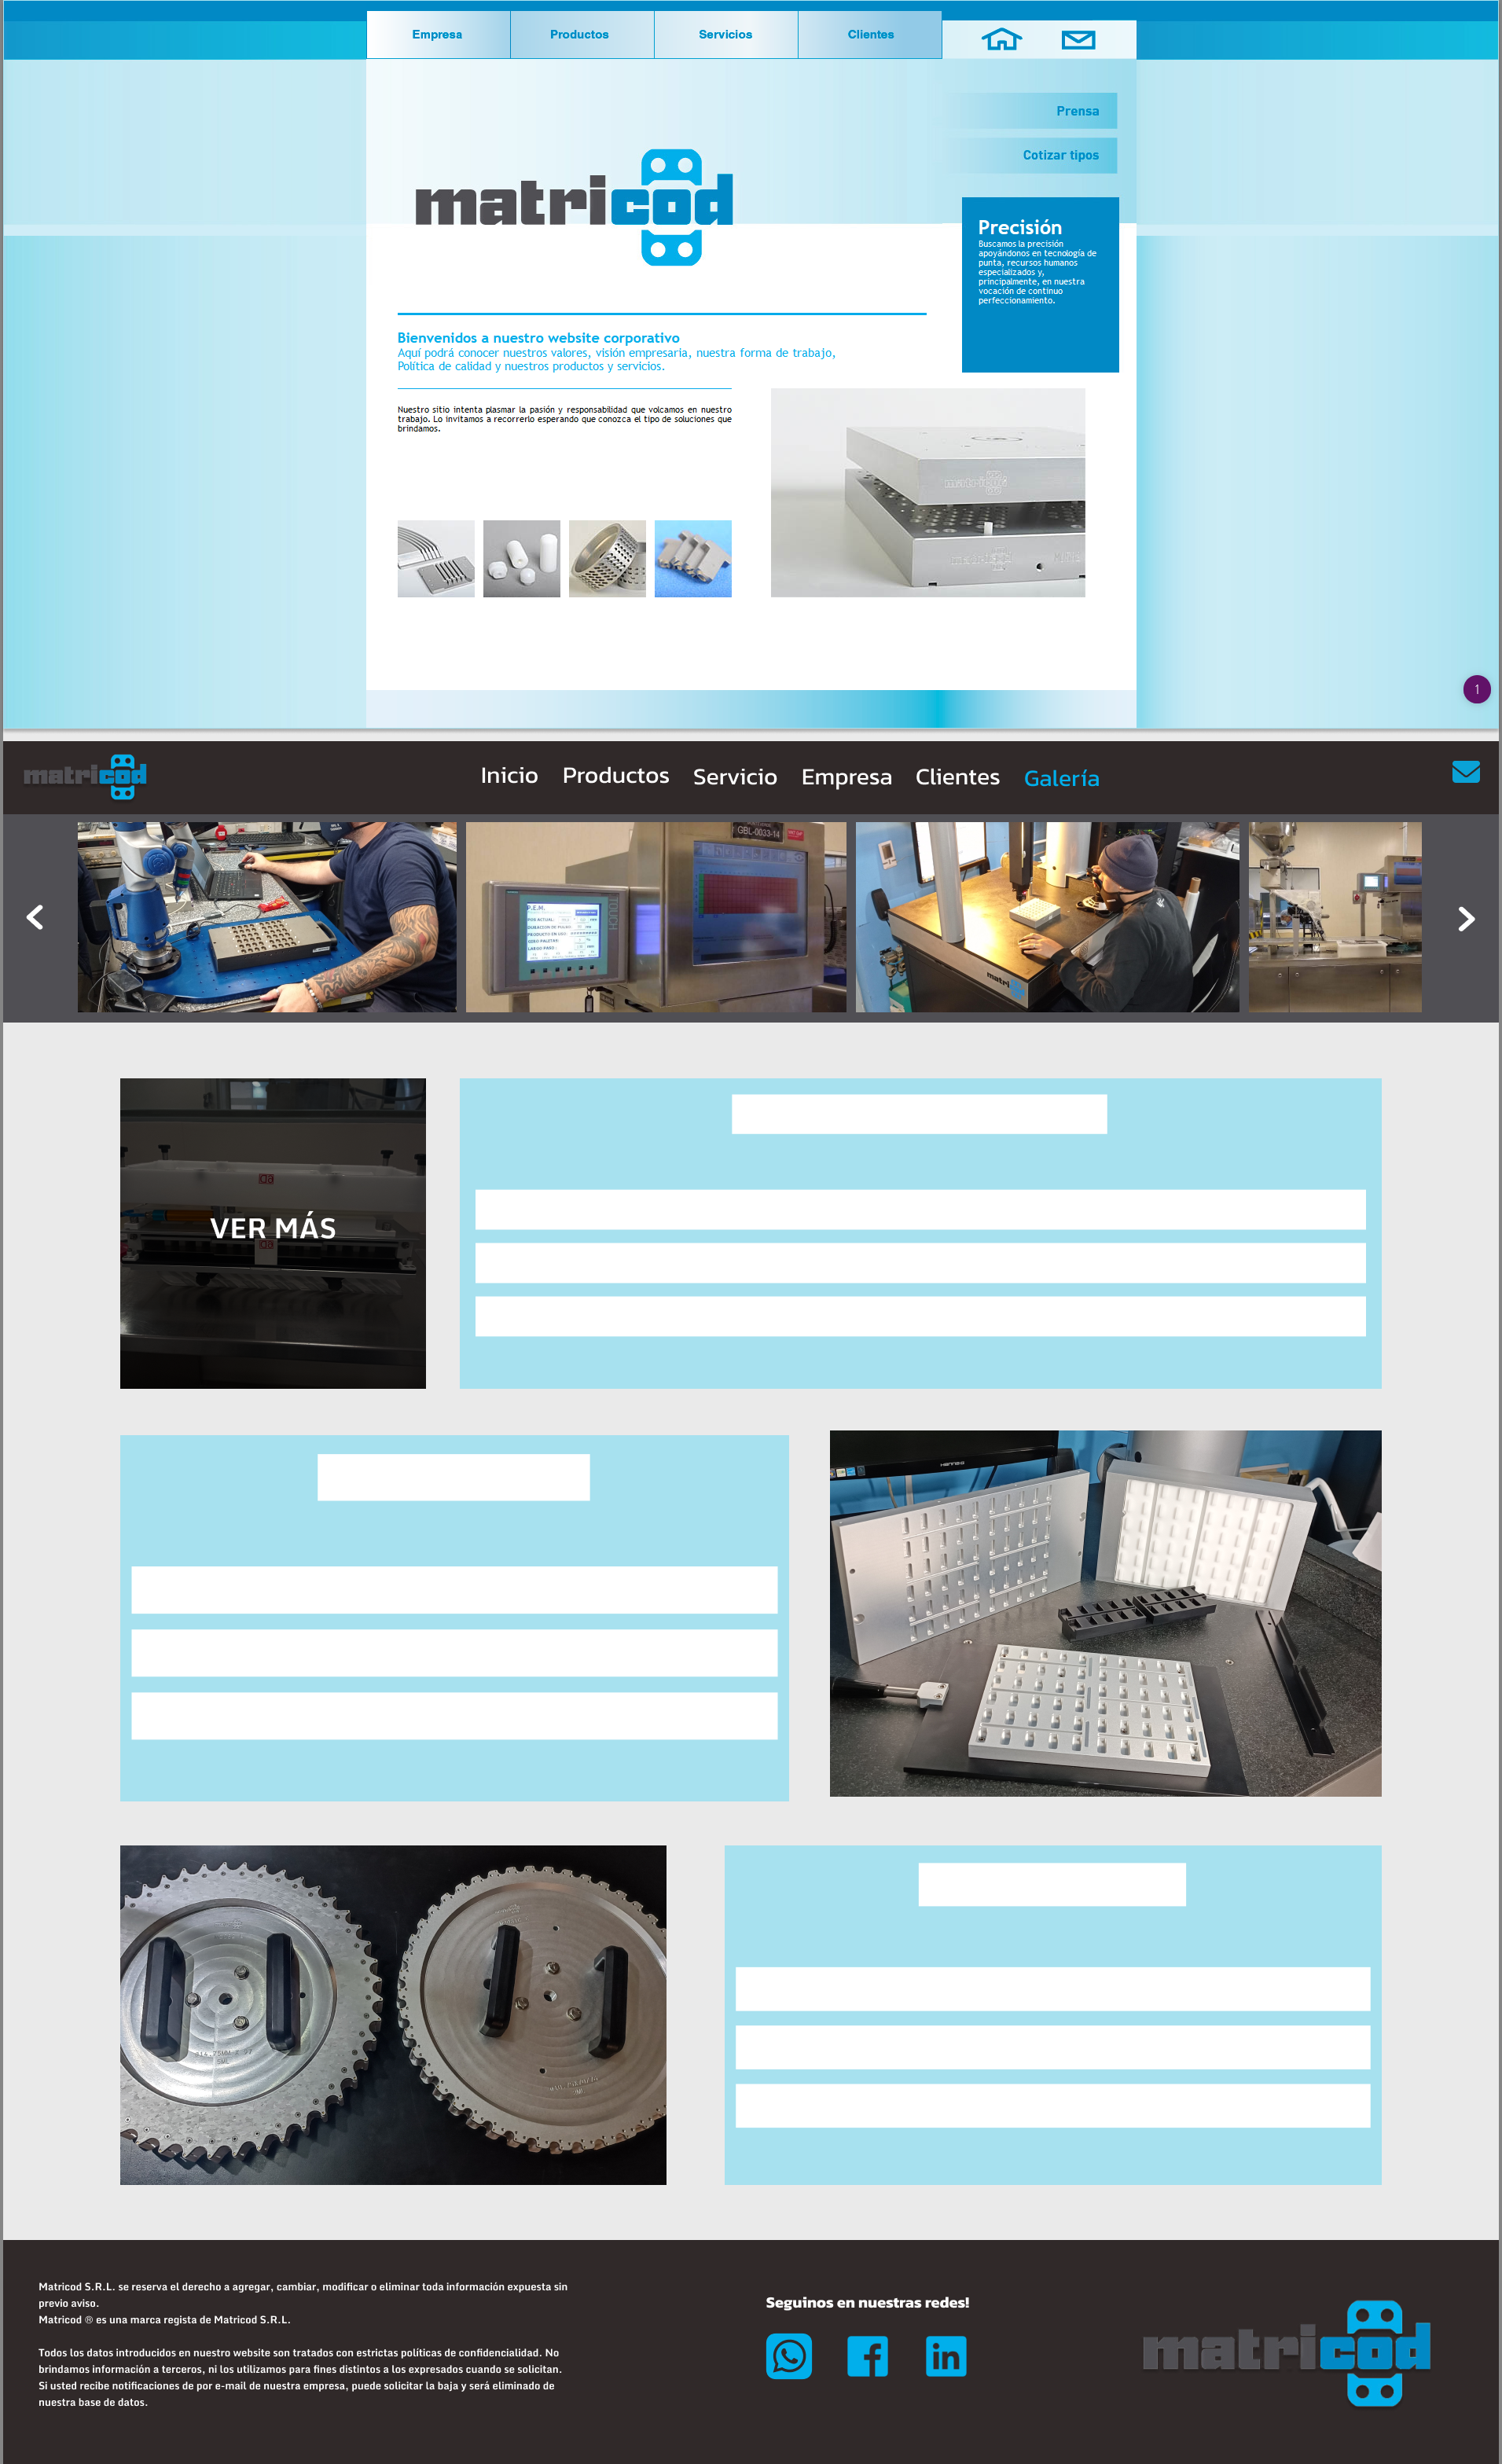 Empresa
Productos
Servicios
Clientes
Prensa
Cotizar tipos
matricod
Precisión
Buscamos la precisión
apoyándonos en tecnología de
punta, recursos humanos
especializados y,
principalmente, en nuestra
vocación de continuo
perfeccionamiento.
Bienvenidos a nuestro website corporativo
Aquí podrá conocer nuestros valores, visión empresaria, nuestra forma de trabajo,
Política de calidad y nuestros productos y servicios.
Nuestro sitio intenta plasmar la pasión y responsabilidad que volcamos en nuestro
trabajo. Lo invitamos a recorrerlo esperando que conozca el tipo de soluciones que
brindamos.
matricod
matricod
1
matricod
Inicio
Productos
Servicio
Empresa
Clientes
Galería
GBL-0033-14
P.E.M.
TOUCH
matri
VER MÁS
Matricod S.R.L. se reserva el derecho a agregar, cambiar, modificar o eliminar toda información expuesta sin
previo aviso.
Matricod ® es una marca regista de Matricod S.R.L.
Todos los datos introducidos en nuestro website son tratados con estrictas políticas de confidencialidad. No
brindamos información a terceros, ni los utilizamos para fines distintos a los expresados cuando se solicitan.
Si usted recibe notificaciones de por e-mail de nuestra empresa, puede solicitar la baja y será eliminado de
nuestra base de datos.
Seguinos en nuestras redes!
matricod